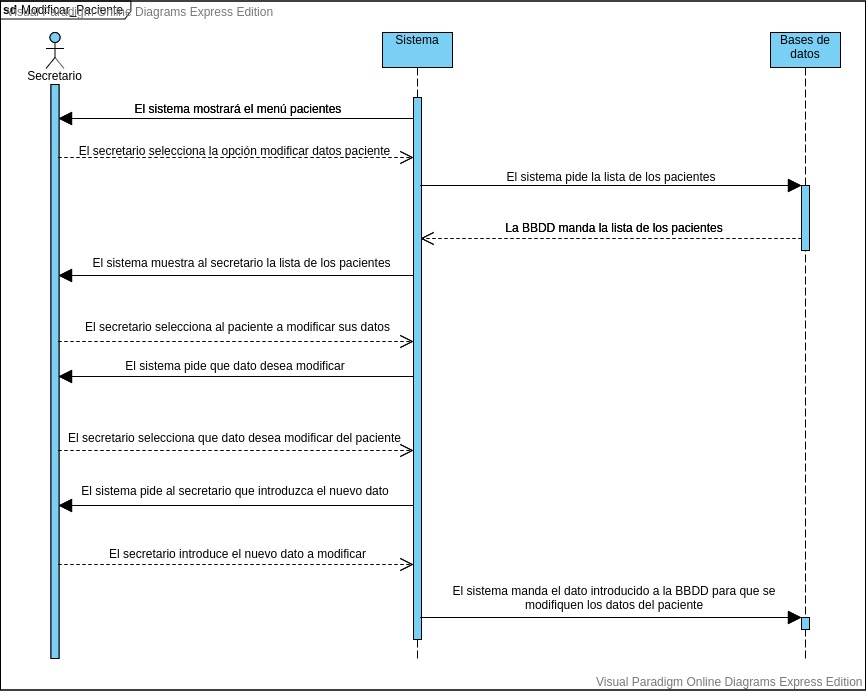 sd Modificar_Paciente
Visual Paradigm Online Diagrams Express Edition
Secretario
Sistema
Bases de
datos
El sistema mostrará el menú pacientes
El secretario selecciona la opción modificar datos paciente
El sistema pide la lista de los pacientes
La BBDD manda la lista de los pacientes
El sistema muestra al secretario la lista de los pacientes
El secretario selecciona al paciente a modificar sus datos
El sistema pide que dato desea modificar
El secretario selecciona que dato desea modificar del paciente
El sistema pide al secretario que introduzca el nuevo dato
El secretario introduce el nuevo dato a modificar
El sistema manda el dato introducido a la BBDD para que se
modifiquen los datos del paciente
Visual Paradigm Online Diagrams Express Edition